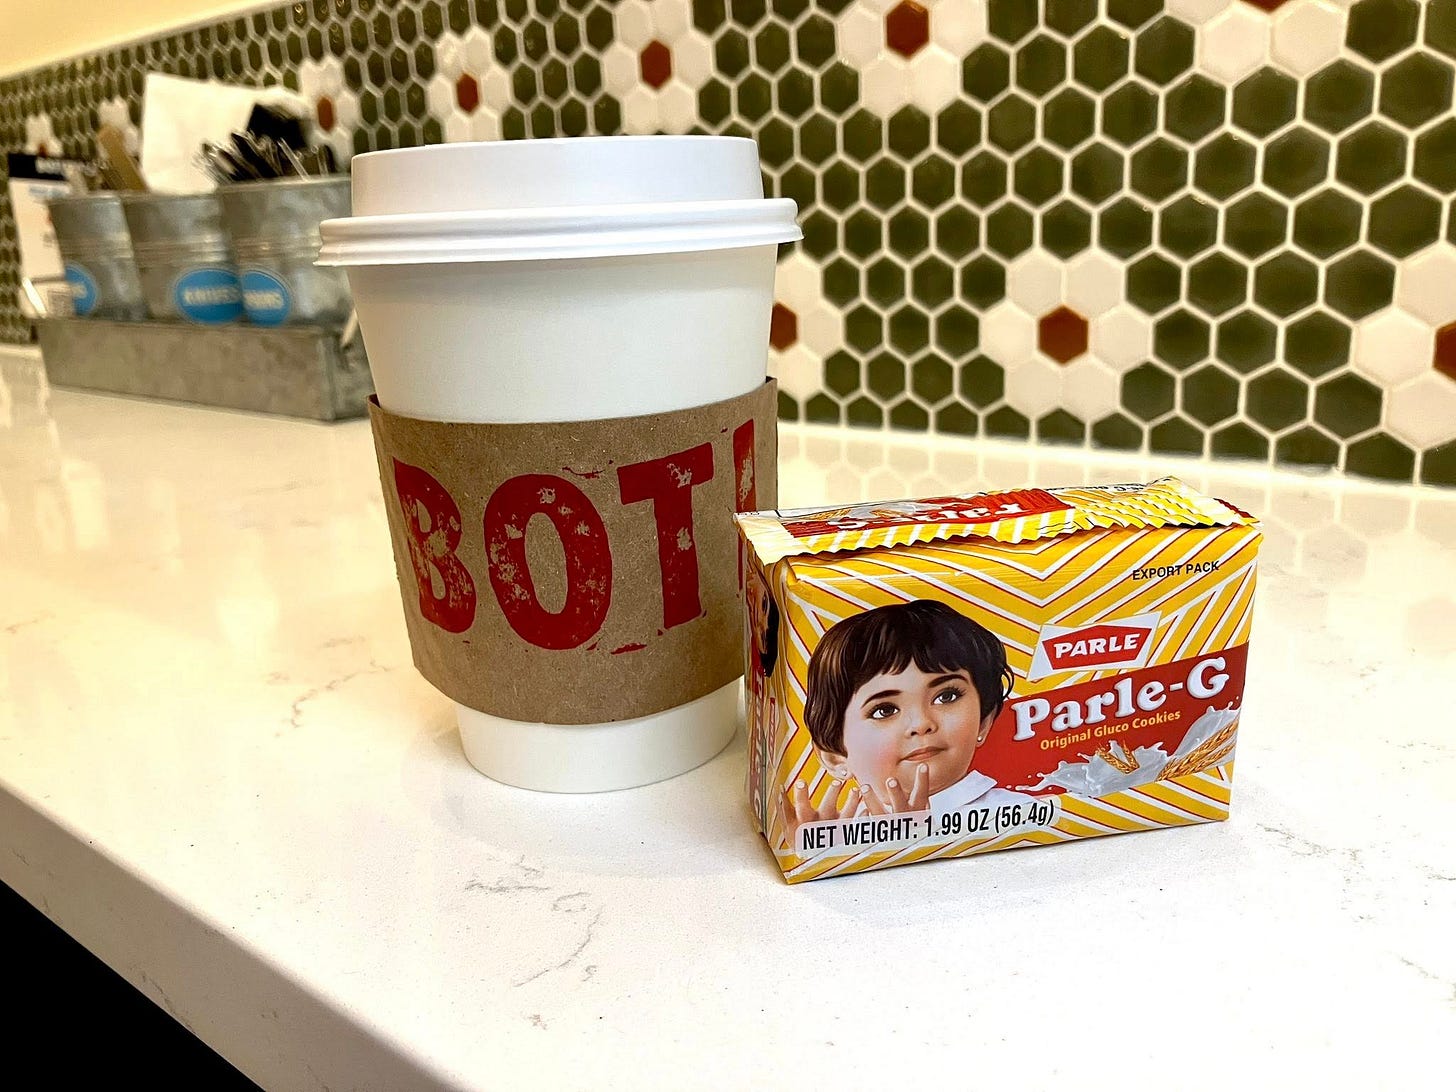 BOT
EXPORT PACK
PARLE
Parle-G
Original Gluco Cookies
NET WEIGHT: 1.99 OZ (56.4g)